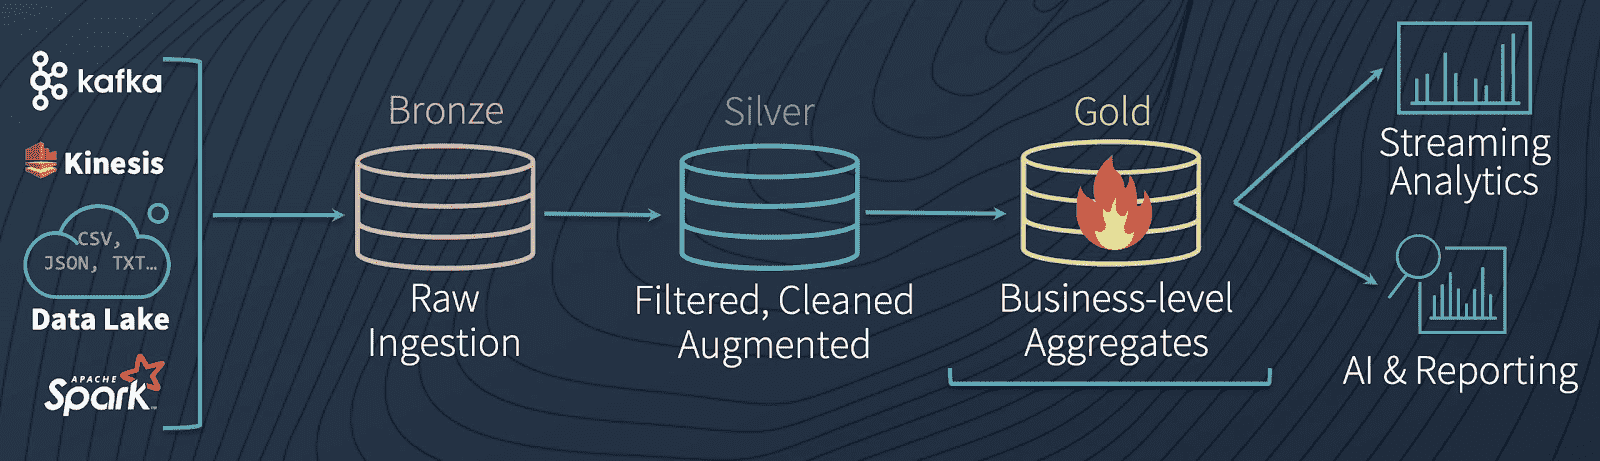 kafka
Kinesis
CSV,
JSON, TXT...
Data Lake
APACHE
Spark™
Bronze
Raw
Ingestion
Silver
Filtered, Cleaned
Augmented
Gold
Business-level
Aggregates
Streaming
Analytics
AI & Reporting